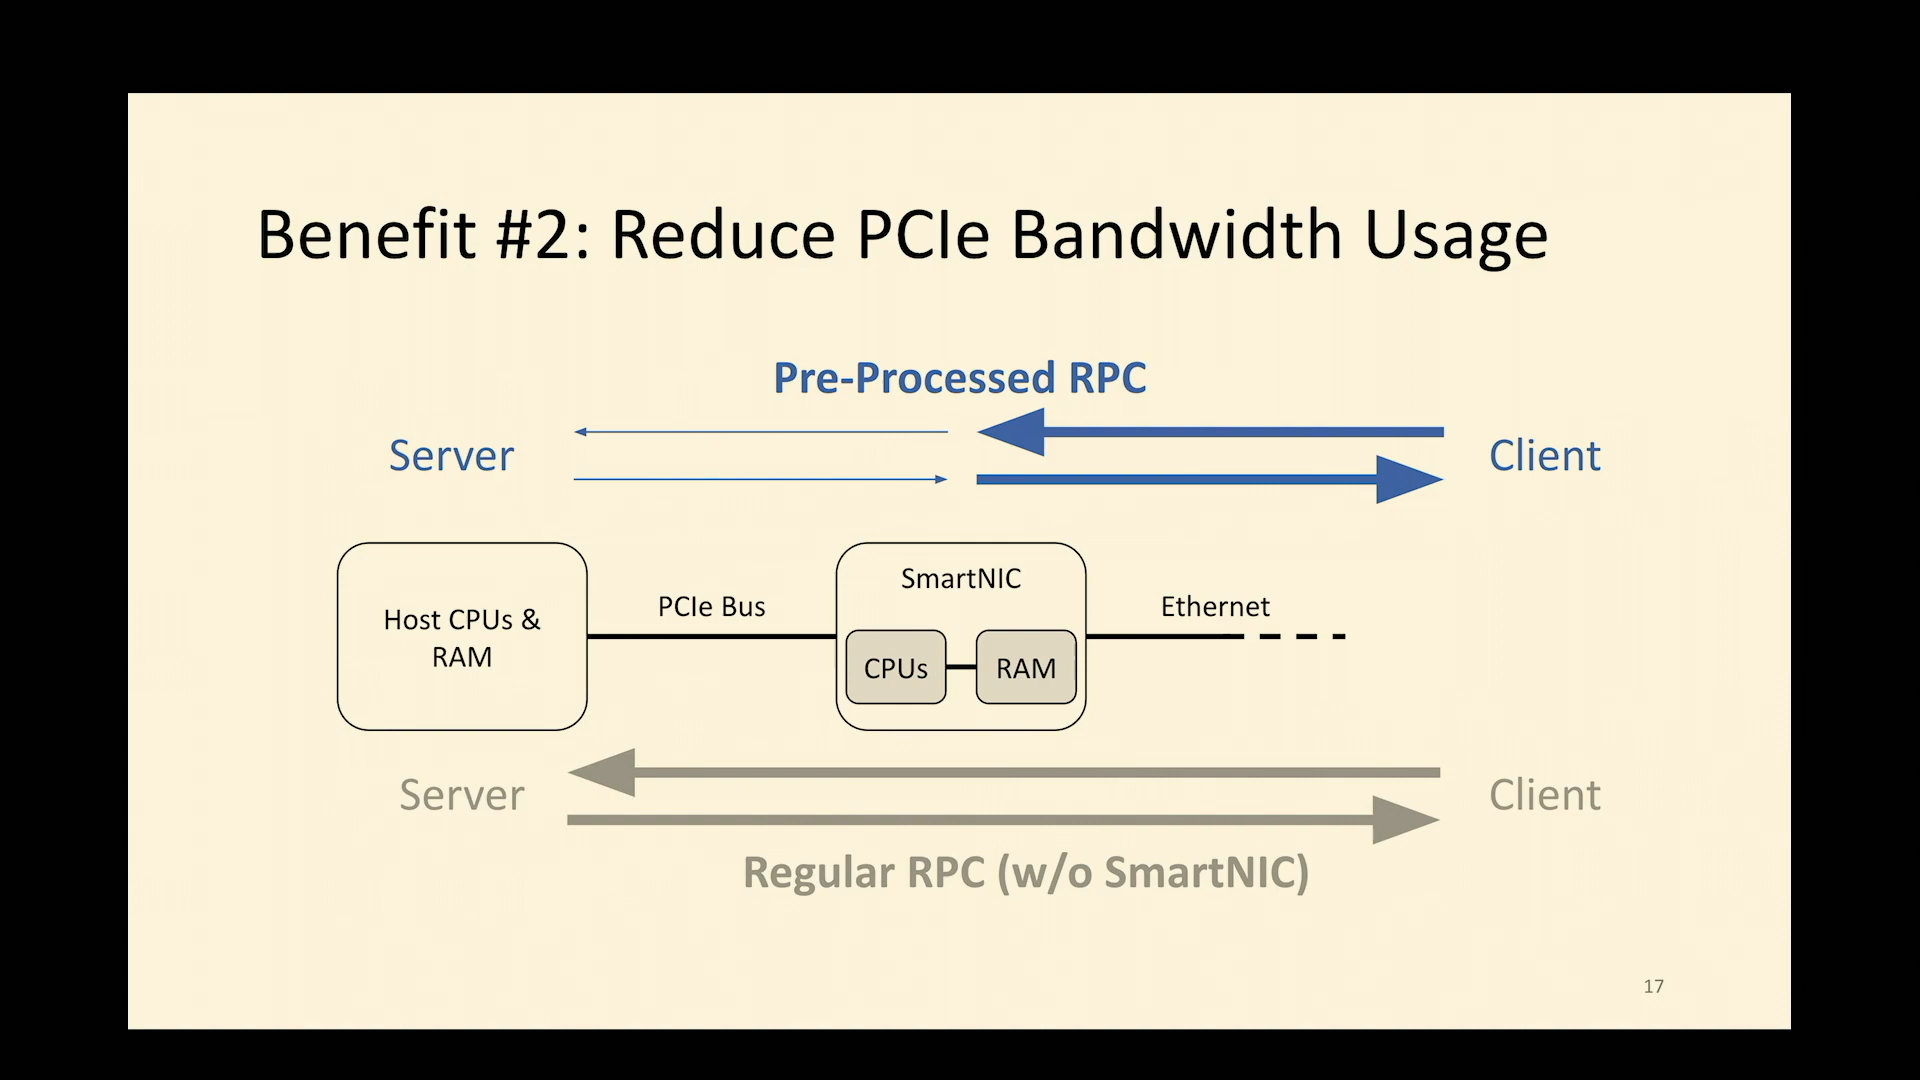 Benefit #2: Reduce PCIe Bandwidth Usage
Pre-Processed RPC
Server
Client
Host CPUs &
RAM
PCIe Bus
SmartNIC
CPUs
RAM
Ethernet
Server
Client
Regular RPC (w/o SmartNIC)
17